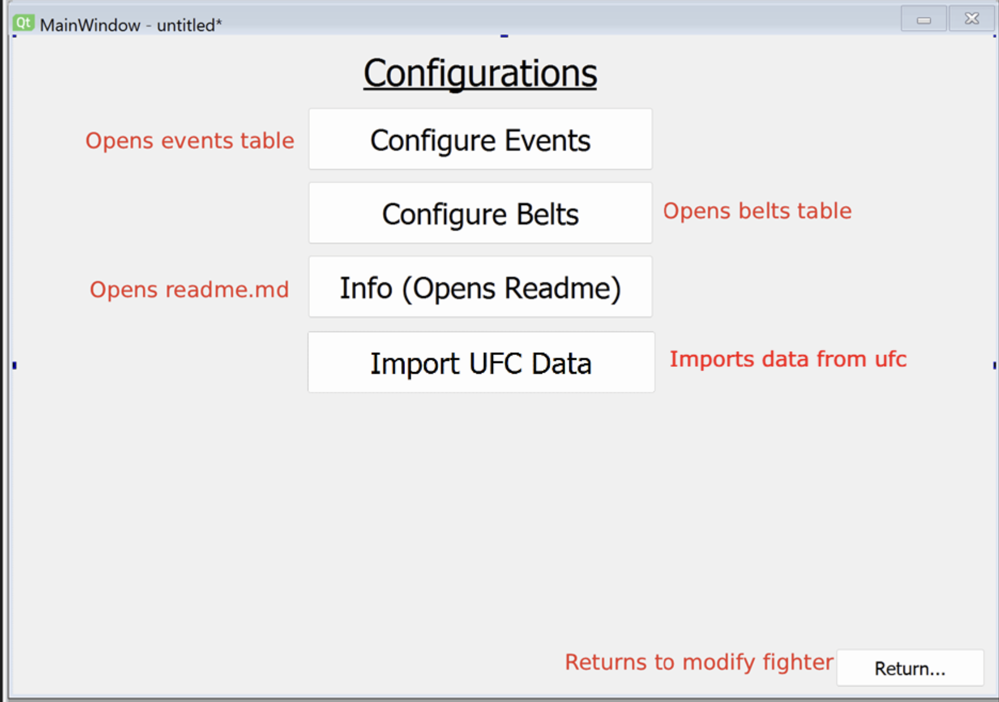 Qt MainWindow - untitled*
Configurations
Opens events table
Configure Events
Configure Belts
Opens belts table
Opens readme.md
Info (Opens Readme)
Import UFC Data
Imports data from ufc
Returns to modify fighter
Return...